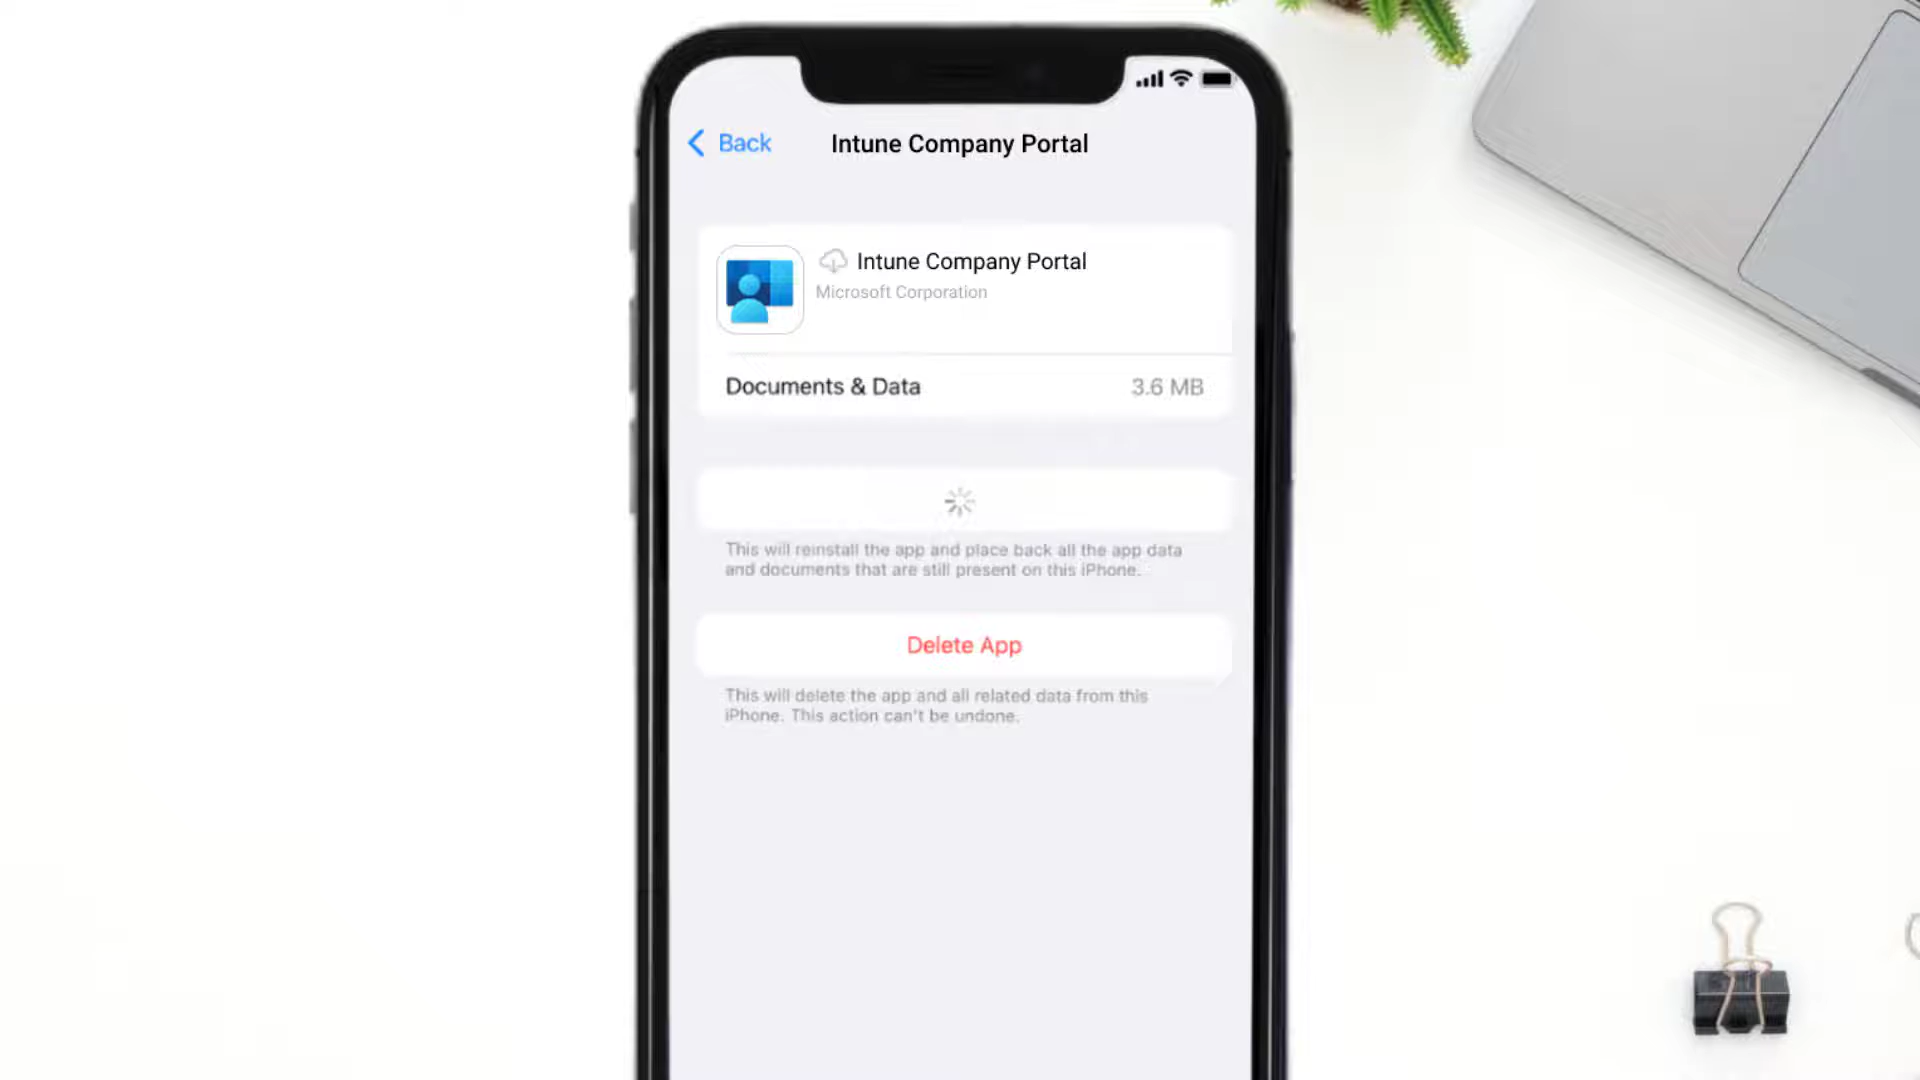 Back
Intune Company Portal
Intune Company Portal
Microsoft Corporation
Documents & Data 3.6 MB
This will reinstall the app and place back all the app data
and documents that are still present on this iPhone.
Delete App
This will delete the app and all related data from this
iPhone. This action can't be undone.